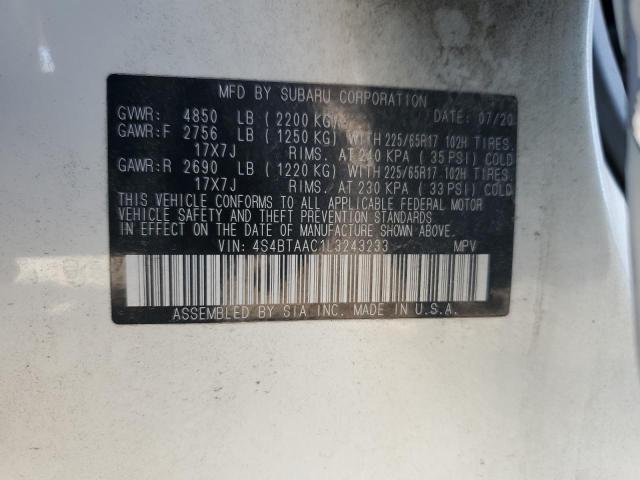 MFD BY SUBARU CORPORATION DATE: 07/20
GVWR: 4850 LB (2200 KG)
GAWR:F 2756 LB (1250 KG) WITH 225/65R17 102H TIRES,
17X7J RIMS, AT 240 KPA (35 PSI) COLD
GAWR:R 2690 LB (1220 KG) WITH 225/65R17 102H TIRES,
17X7J RIMS, AT 230 KPA (33 PSI) COLD
THIS VEHICLE CONFORMS TO ALL APPLICABLE FEDERAL MOTOR
VEHICLE SAFETY AND THEFT PREVENTION STANDARDS
IN EFFECT ON THE DATE OF MANUFACTURE SHOWN ABOVE.
VIN: 4S4BTAAC1L3243233 MPV
ASSEMBLED BY SIA INC. MADE IN U.S.A.